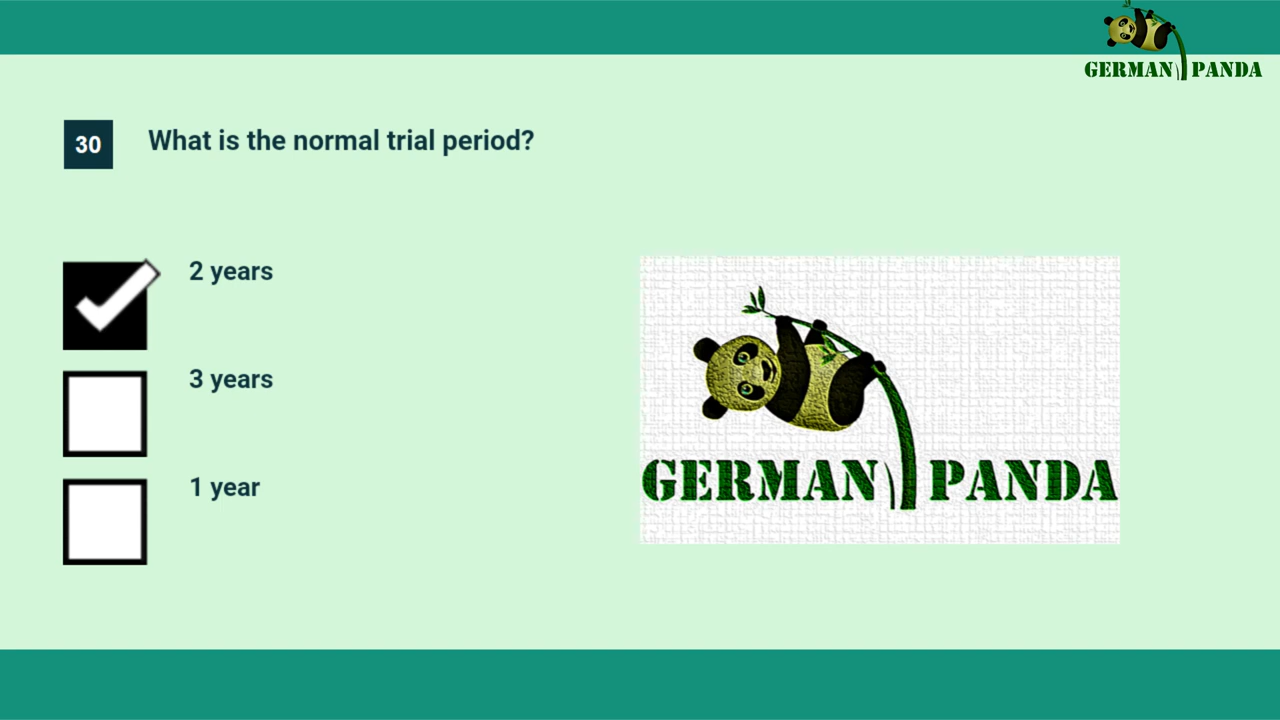 GERMAN PANDA
30 What is the normal trial period?
2 years
3 years
1 year
GERMAN PANDA